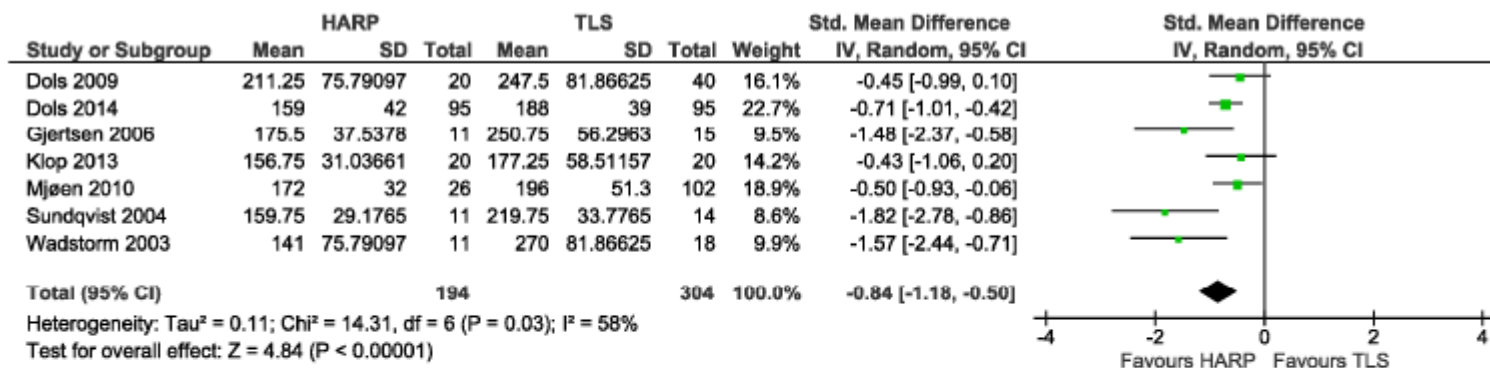 HARP TLS Std. Mean Difference Std. Mean Difference
Study or Subgroup Mean SD Total Mean SD Total Weight IV, Random, 95% CI IV, Random, 95% CI
Dols 2009 211.25 75.79097 20 247.5 81.86625 40 16.1% -0.45 [-0.99, 0.10]
Dols 2014 159 42 95 188 39 95 22.7% -0.71 [-1.01, -0.42]
Gjertsen 2006 175.5 37.5378 11 250.75 56.2963 15 9.5% -1.48 [-2.37, -0.58]
Klop 2013 156.75 31.03661 20 177.25 58.51157 20 14.2% -0.43 [-1.06, 0.20]
Mjøen 2010 172 32 26 196 51.3 102 18.9% -0.50 [-0.93, -0.06]
Sundqvist 2004 159.75 29.1765 11 219.75 33.7765 14 8.6% -1.82 [-2.78, -0.86]
Wadstorm 2003 141 75.79097 11 270 81.86625 18 9.9% -1.57 [-2.44, -0.71]
Total (95% CI) 194 304 100.0% -0.84 [-1.18, -0.50]
Heterogeneity: Tau² = 0.11; Chi² = 14.31, df = 6 (P = 0.03); I² = 58%
Test for overall effect: Z = 4.84 (P < 0.00001)
-4 -2 0 2 4
Favours HARP Favours TLS